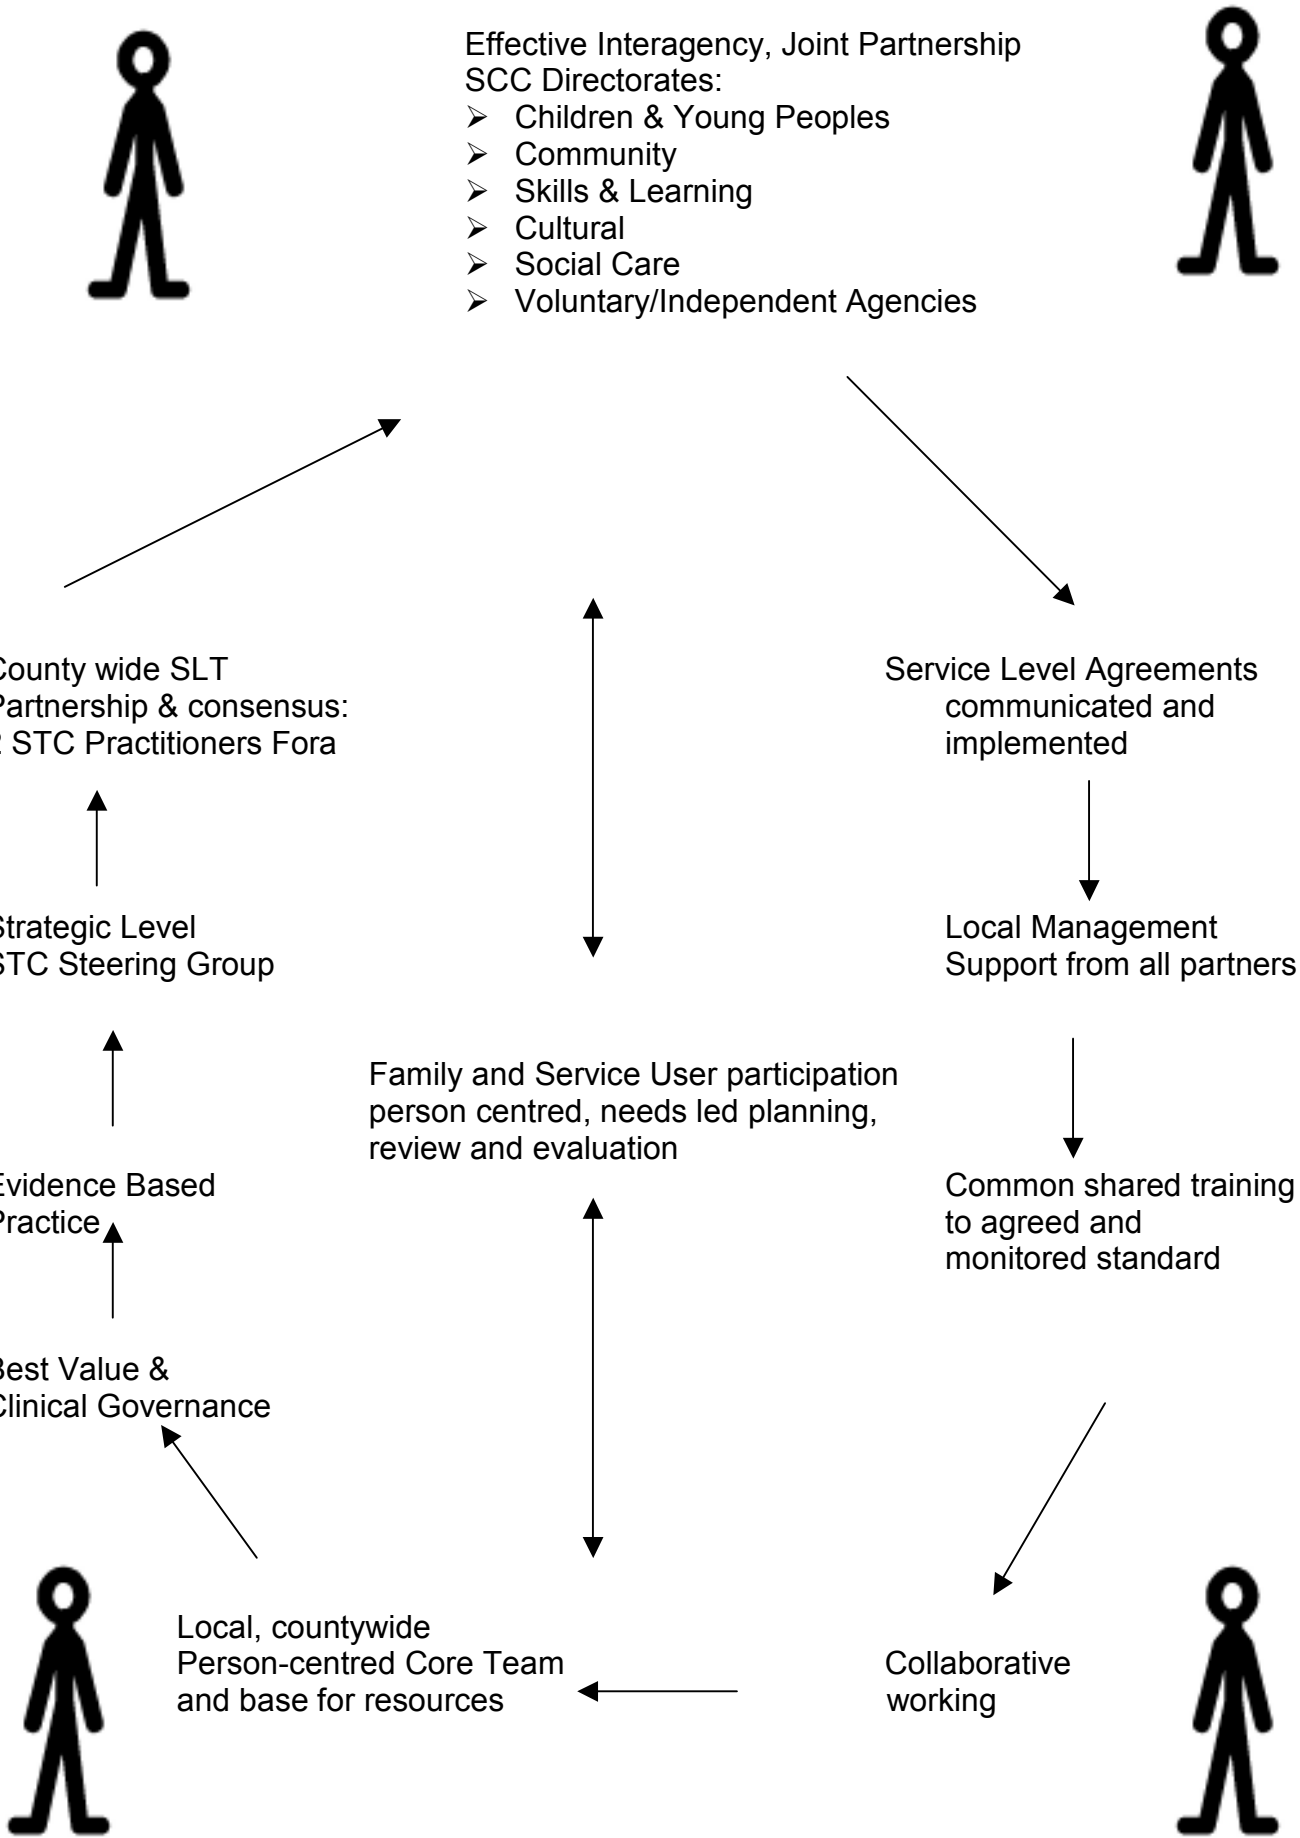 Effective Interagency, Joint Partnership
SCC Directorates:
➢ Children & Young Peoples
➢ Community
➢ Skills & Learning
➢ Cultural
➢ Social Care
➢ Voluntary/Independent Agencies
County wide SLT
Partnership & consensus:
2 STC Practitioners Fora
Service Level Agreements
communicated and
implemented
Strategic Level
STC Steering Group
Local Management
Support from all partners
Family and Service User participation
person centred, needs led planning,
review and evaluation
Evidence Based
Practice
Common shared training
to agreed and
monitored standard
Best Value &
Clinical Governance
Local, countywide
Person-centred Core Team
and base for resources
Collaborative
working